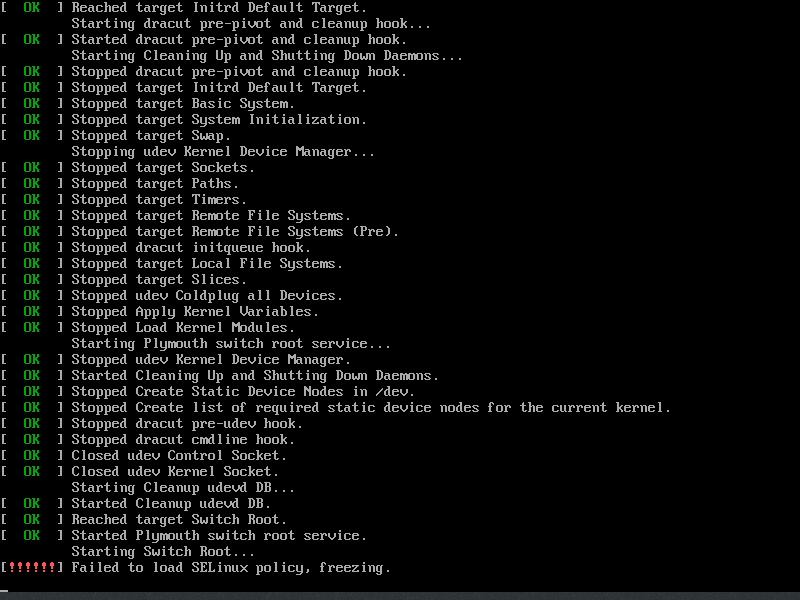 [  OK  ] Reached target Initrd Default Target.
         Starting dracut pre-pivot and cleanup hook...
[  OK  ] Started dracut pre-pivot and cleanup hook.
         Starting Cleaning Up and Shutting Down Daemons...
[  OK  ] Stopped dracut pre-pivot and cleanup hook.
[  OK  ] Stopped target Initrd Default Target.
[  OK  ] Stopped target Basic System.
[  OK  ] Stopped target System Initialization.
[  OK  ] Stopped target Swap.
         Stopping udev Kernel Device Manager...
[  OK  ] Stopped target Sockets.
[  OK  ] Stopped target Paths.
[  OK  ] Stopped target Timers.
[  OK  ] Stopped target Remote File Systems.
[  OK  ] Stopped target Remote File Systems (Pre).
[  OK  ] Stopped dracut initqueue hook.
[  OK  ] Stopped target Local File Systems.
[  OK  ] Stopped target Slices.
[  OK  ] Stopped udev Coldplug all Devices.
[  OK  ] Stopped Apply Kernel Variables.
[  OK  ] Stopped Load Kernel Modules.
         Starting Plymouth switch root service...
[  OK  ] Stopped udev Kernel Device Manager.
[  OK  ] Started Cleaning Up and Shutting Down Daemons.
[  OK  ] Stopped Create Static Device Nodes in /dev.
[  OK  ] Stopped Create list of required static device nodes for the current kernel.
[  OK  ] Stopped dracut pre-udev hook.
[  OK  ] Stopped dracut cmdline hook.
[  OK  ] Closed udev Control Socket.
[  OK  ] Closed udev Kernel Socket.
         Starting Cleanup udevd DB...
[  OK  ] Started Cleanup udevd DB.
[  OK  ] Reached target Switch Root.
[  OK  ] Started Plymouth switch root service.
         Starting Switch Root...
[!!!!!!] Failed to load SELinux policy, freezing.